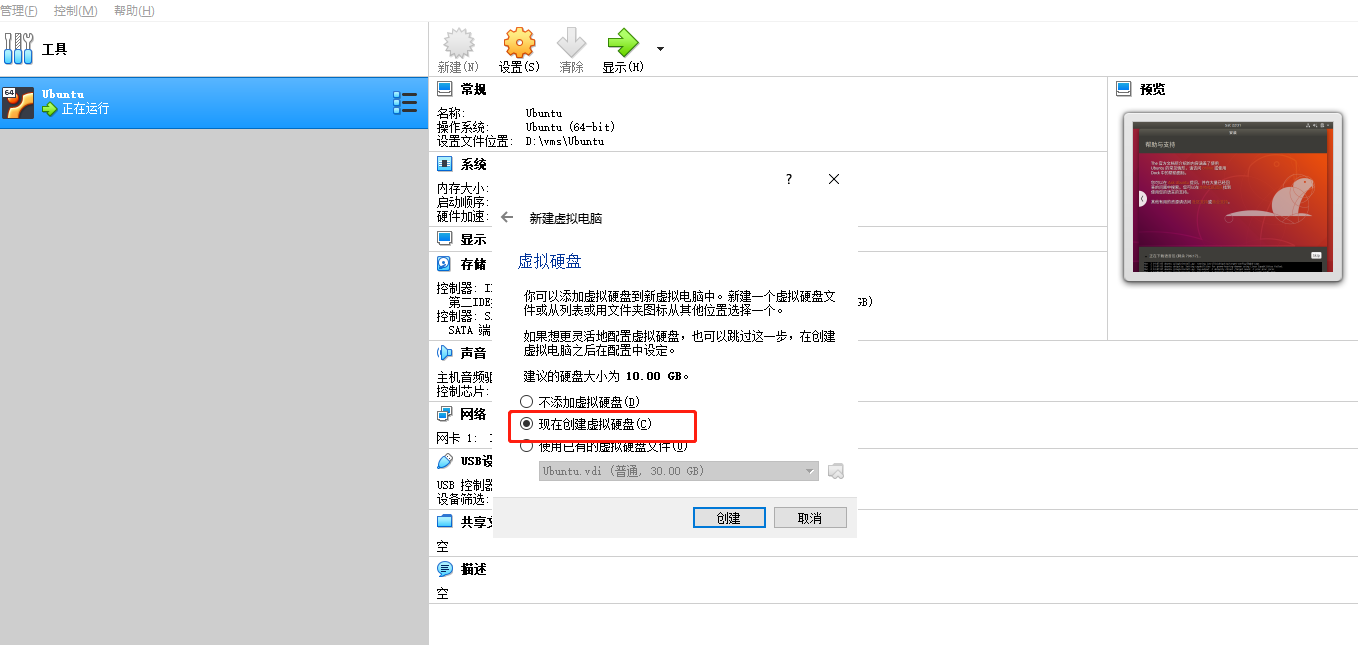 管理(F) 控制(M) 帮助(H)
工具
新建(N) 设置(S) 清除 显示(H)
64
Ubuntu
正在运行
常规
名称: Ubuntu
操作系统: Ubuntu (64-bit)
设置文件位置: D:\vms\Ubuntu
预览
帮助与支持
系统
内存大小:
启动顺序:
硬件加速:
显示
存储
控制器: I
第二IDE
控制器: S
SATA 端
GB)
声音
主机音频驱
控制芯片:
网络
网卡 1:
USB设
USB 控制器
设备筛选:
共享文
空
描述
空
?
新建虚拟电脑
虚拟硬盘
你可以添加虚拟硬盘到新虚拟电脑中。新建一个虚拟硬盘文
件或从列表或用文件夹图标从其他位置选择一个。
如果想更灵活地配置虚拟硬盘，也可以跳过这一步，在创建
虚拟电脑之后在配置中设定。
建议的硬盘大小为 10.00 GB。
不添加虚拟硬盘(D)
现在创建虚拟硬盘(C)
使用已有的虚拟硬盘文件(U)
Ubuntu.vdi (普通, 30.00 GB)
创建 取消